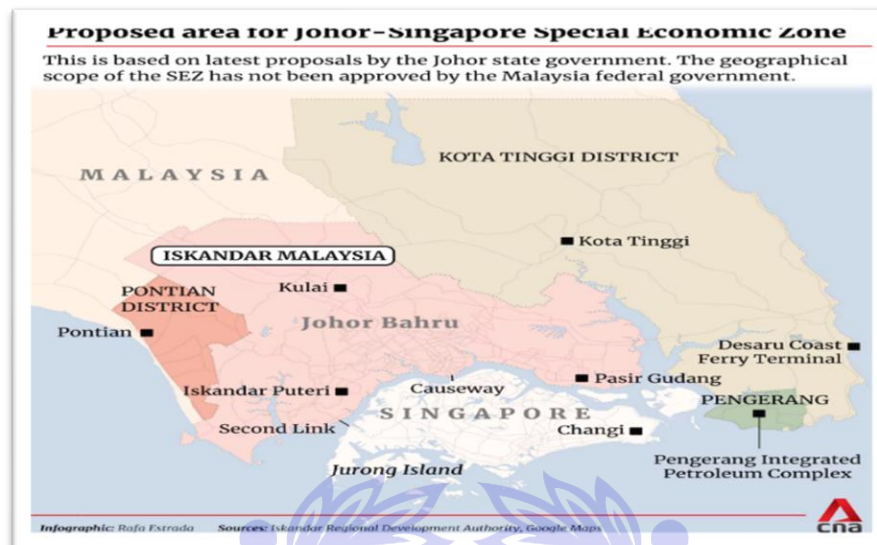 Proposed area for Johor–Singapore Special Economic Zone
This is based on latest proposals by the Johor state government. The geographical
scope of the SEZ has not been approved by the Malaysia federal government.
KOTA TINGGI DISTRICT
MALAYSIA
Kota Tinggi
ISKANDAR MALAYSIA
PONTIAN
DISTRICT
Kulai
Johor Bahru
Pontian
Desaru Coast
Ferry Terminal
Pasir Gudang
Iskandar Puteri
Causeway
PENGERANG
SINGAPORE
Second Link
Changi
Pengerang Integrated
Petroleum Complex
Jurong Island
Infographic: Rafa Estrada Sources: Iskandar Regional Development Authority, Google Maps
cna